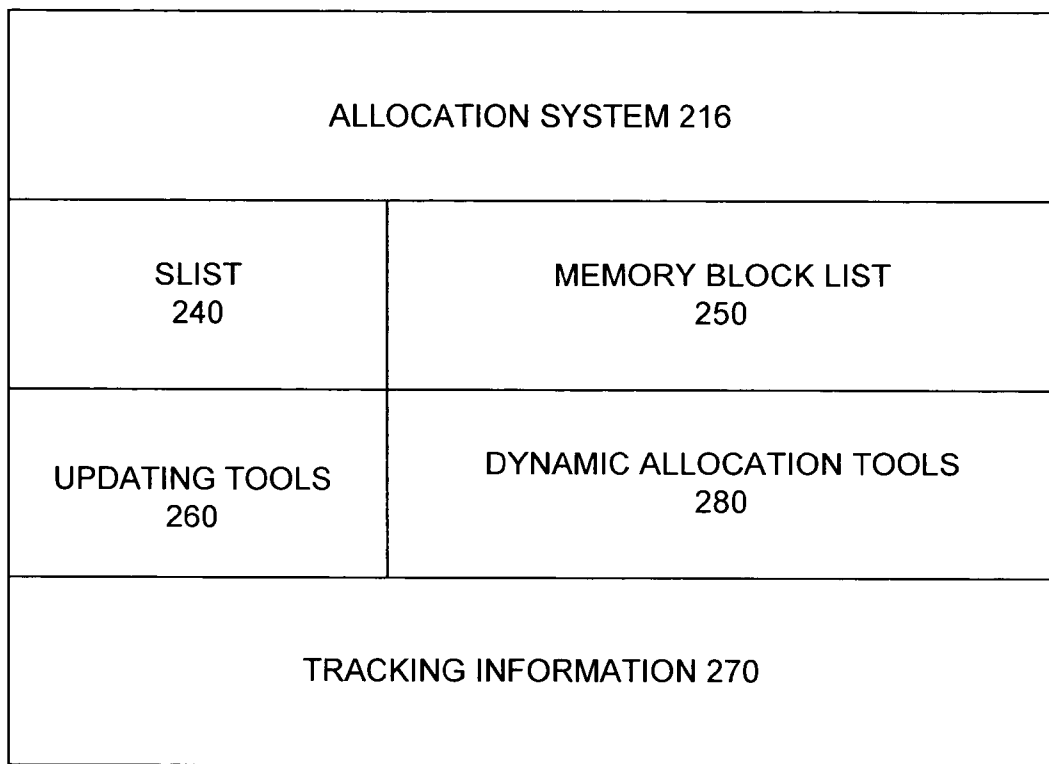 ALLOCATION SYSTEM 216
SLIST
240
MEMORY BLOCK LIST
250
UPDATING TOOLS
260
DYNAMIC ALLOCATION TOOLS
280
TRACKING INFORMATION 270